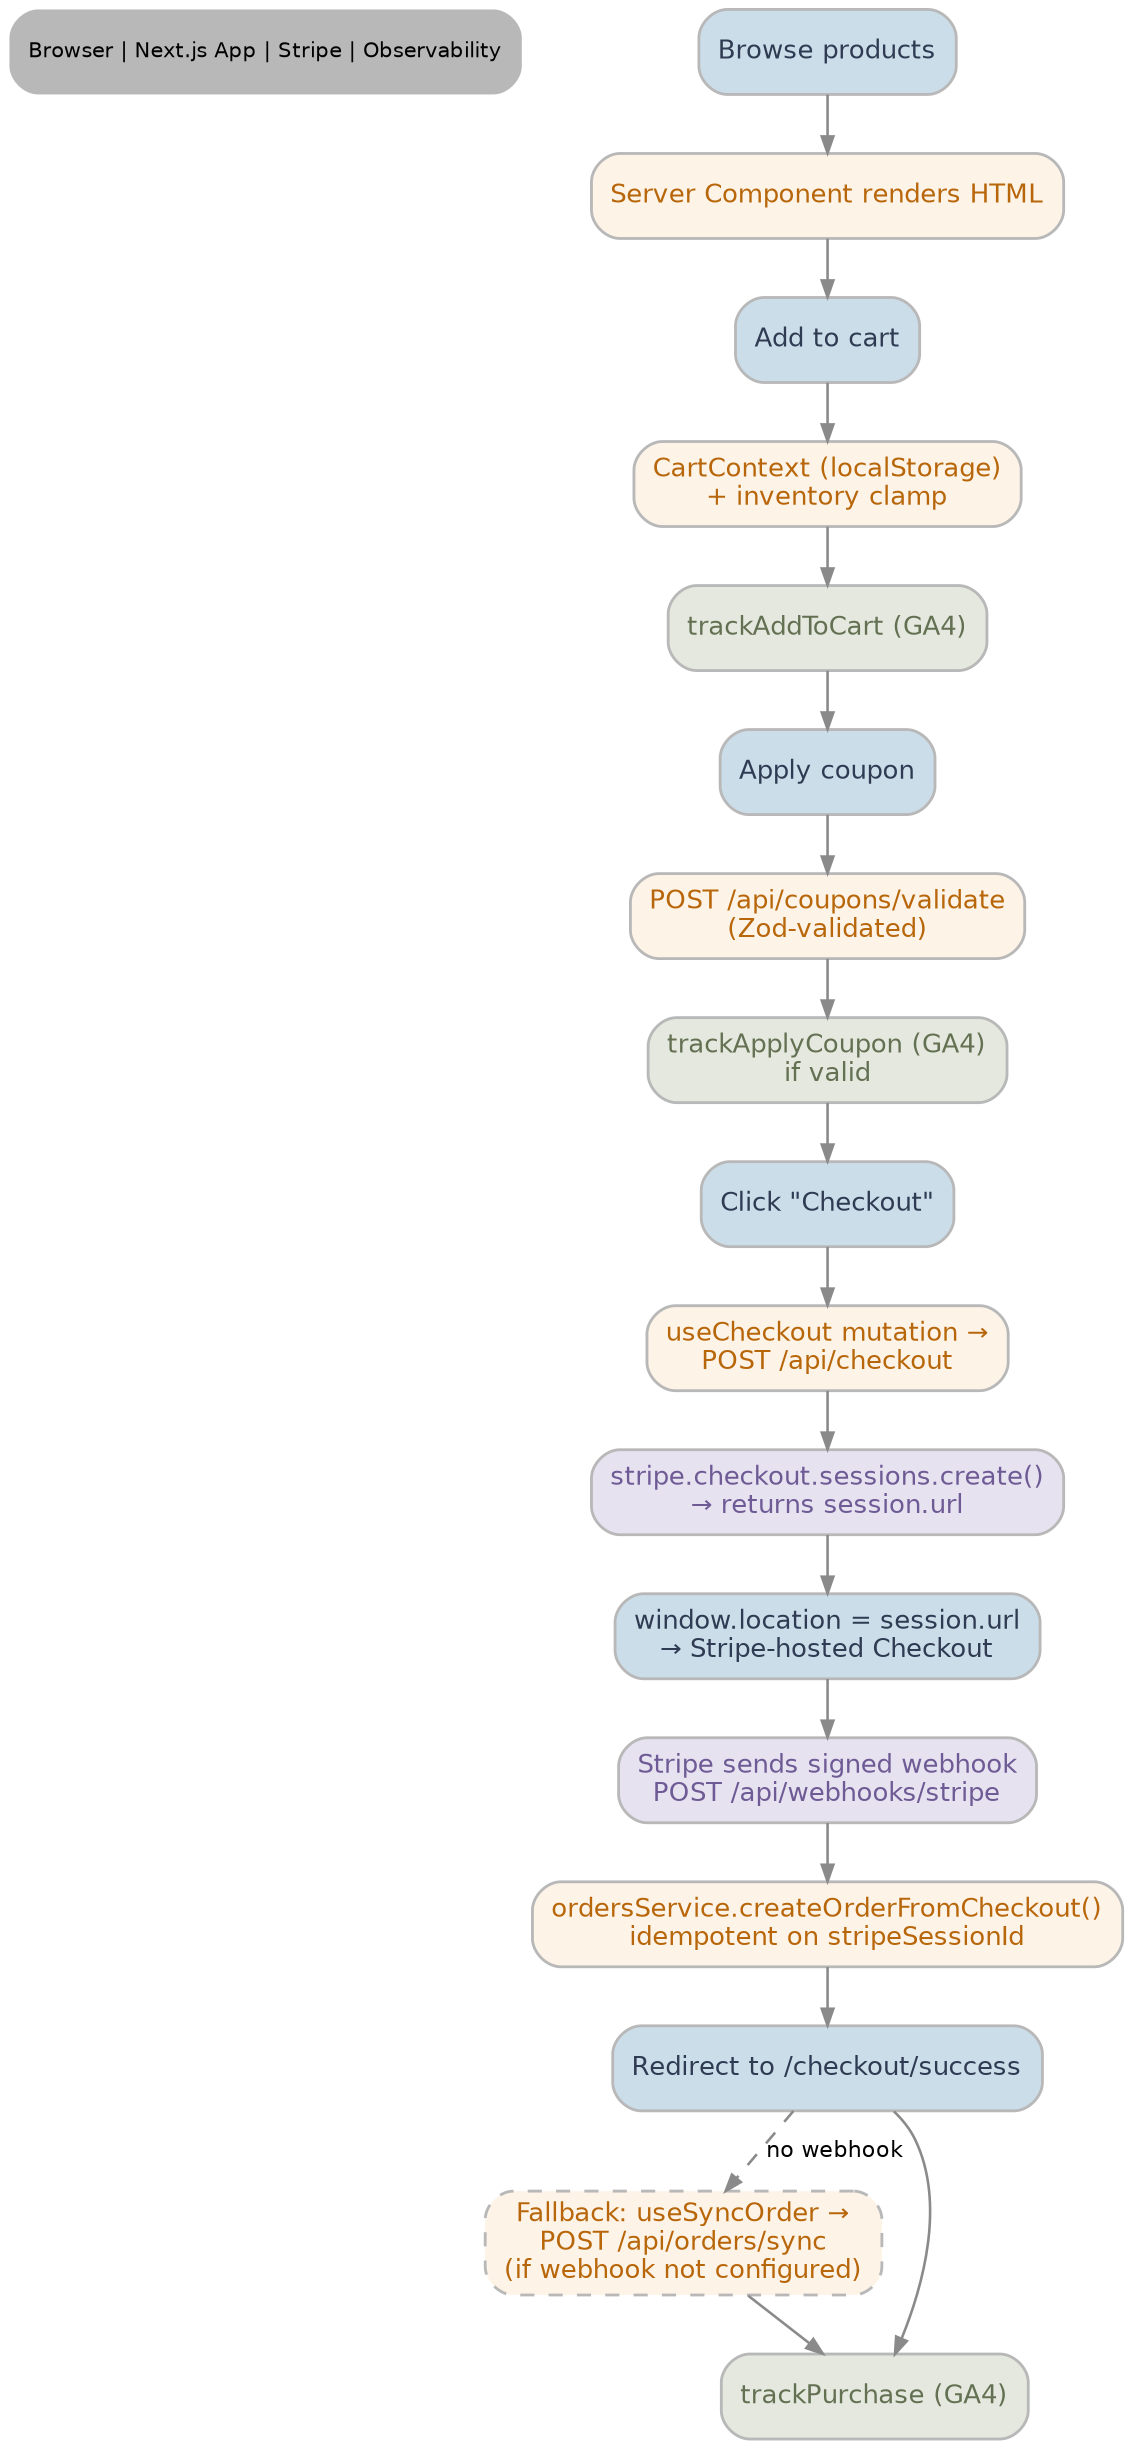 Browser | Next.js App | Stripe | Observability
Browse products
Server Component renders HTML
Add to cart
CartContext (localStorage)
+ inventory clamp
trackAddToCart (GA4)
Apply coupon
POST /api/coupons/validate
(Zod-validated)
trackApplyCoupon (GA4)
if valid
Click "Checkout"
useCheckout mutation →
POST /api/checkout
stripe.checkout.sessions.create()
→ returns session.url
window.location = session.url
→ Stripe-hosted Checkout
Stripe sends signed webhook
POST /api/webhooks/stripe
ordersService.createOrderFromCheckout()
idempotent on stripeSessionId
Redirect to /checkout/success
no webhook
Fallback: useSyncOrder →
POST /api/orders/sync
(if webhook not configured)
trackPurchase (GA4)